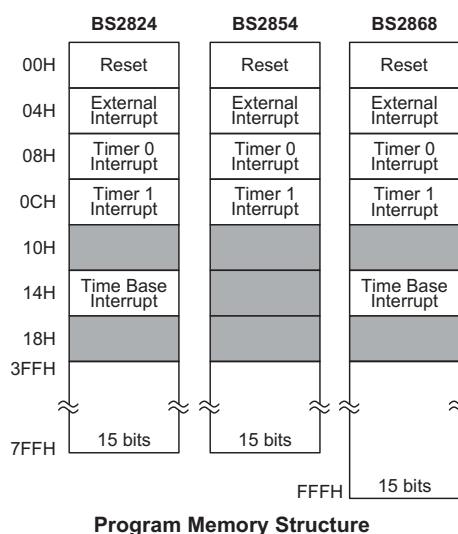 BS2824 BS2854 BS2868
00H Reset Reset Reset
04H External Interrupt External Interrupt External Interrupt
08H Timer 0 Interrupt Timer 0 Interrupt Timer 0 Interrupt
0CH Timer 1 Interrupt Timer 1 Interrupt Timer 1 Interrupt
10H
14H Time Base Interrupt Time Base Interrupt
18H
3FFH
7FFH 15 bits 15 bits
FFFH 15 bits
Program Memory Structure